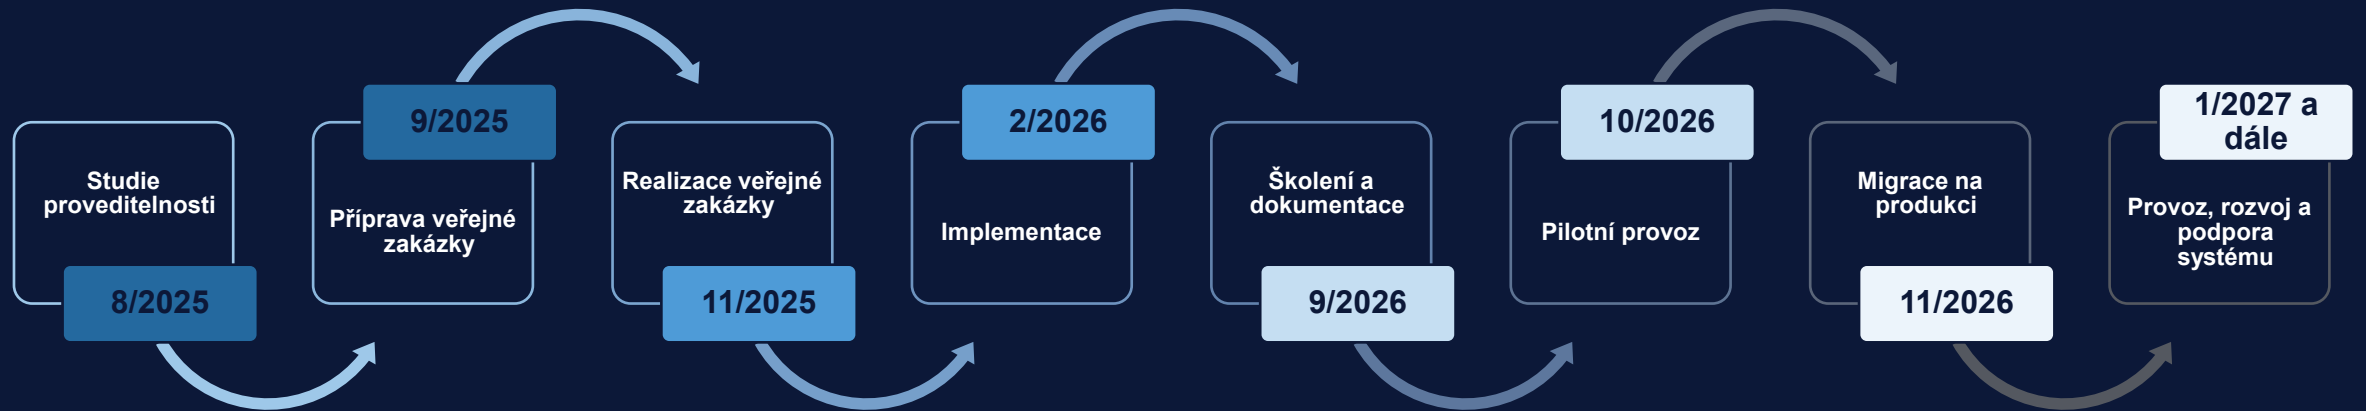 Studie
proveditelnosti
8/2025
9/2025
Příprava veřejné
zakázky
Realizace veřejné
zakázky
11/2025
2/2026
Implementace
Školení a
dokumentace
9/2026
10/2026
Pilotní provoz
Migrace na
produkci
11/2026
1/2027 a
dále
Provoz, rozvoj a
podpora
systému